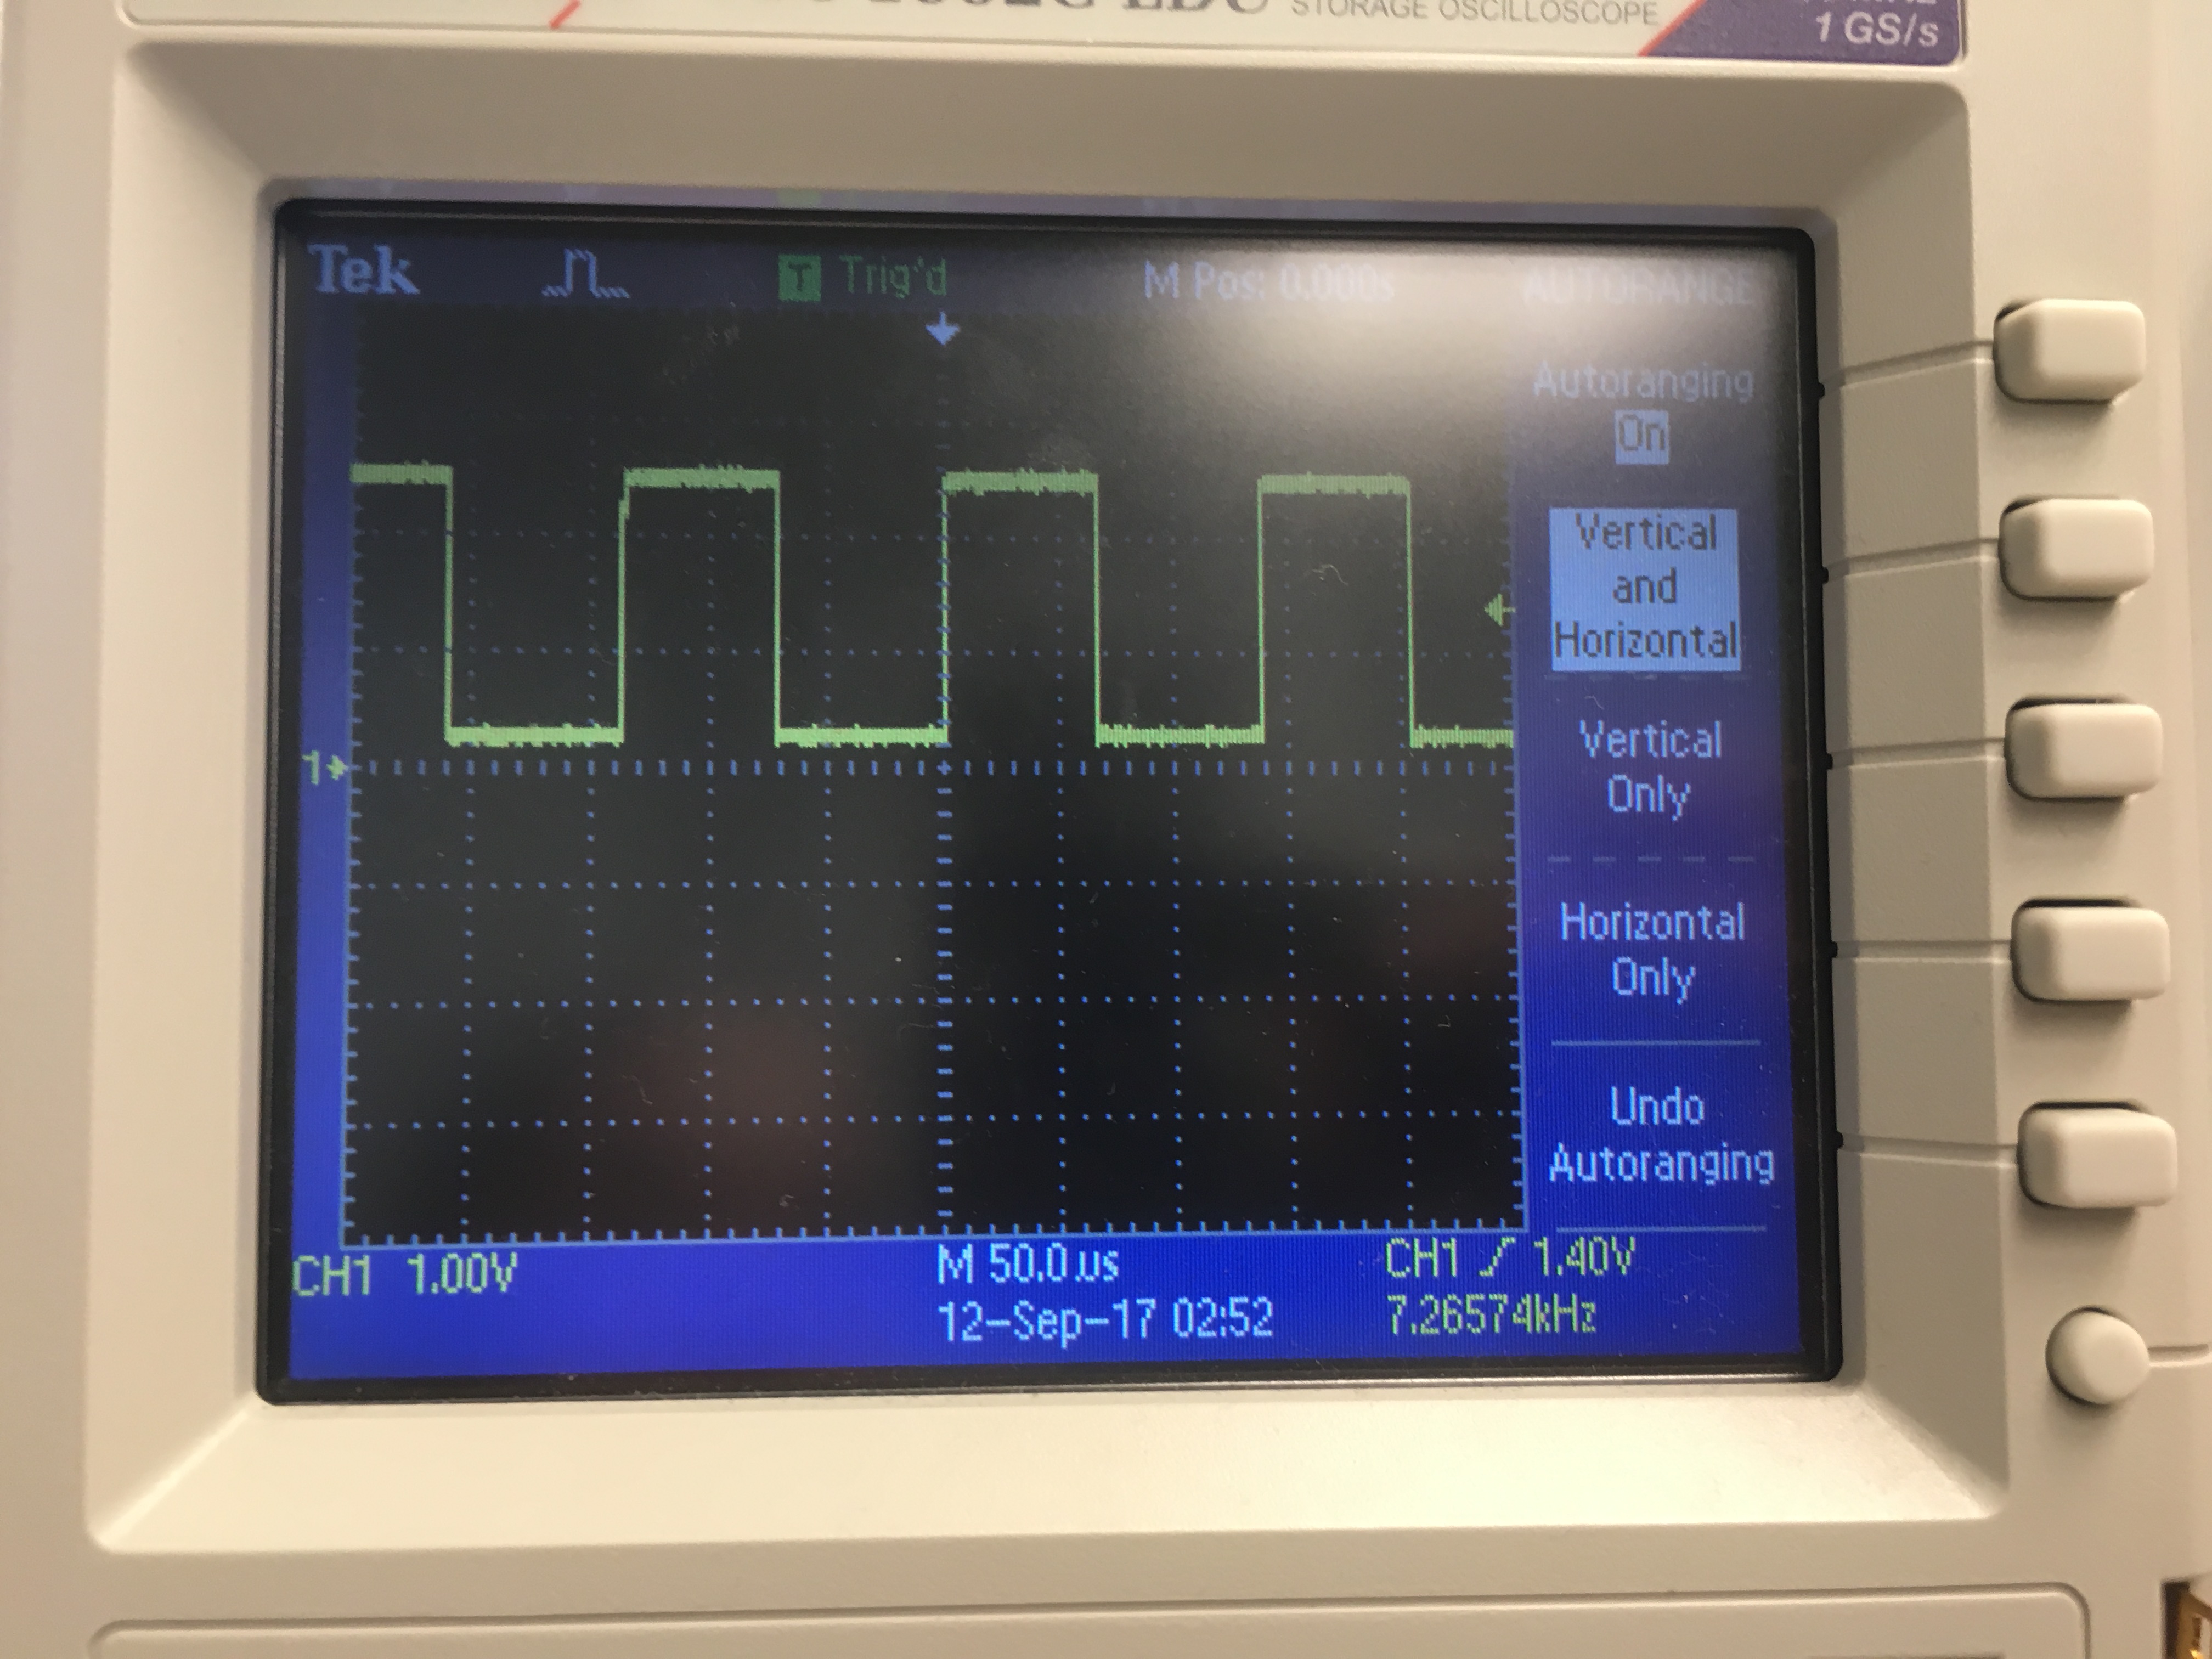 EDU STORAGE OSCILLOSCOPE
1 GS/s
Tek T Trig'd M Pos: 0.000s AUTORANGE
Autoranging
On
Vertical
and
Horizontal
Vertical
Only
Horizontal
Only
Undo
Autoranging
1
CH1 1.00V M 50.0us CH1 1.40V
12-Sep-17 02:52 7.26574kHz